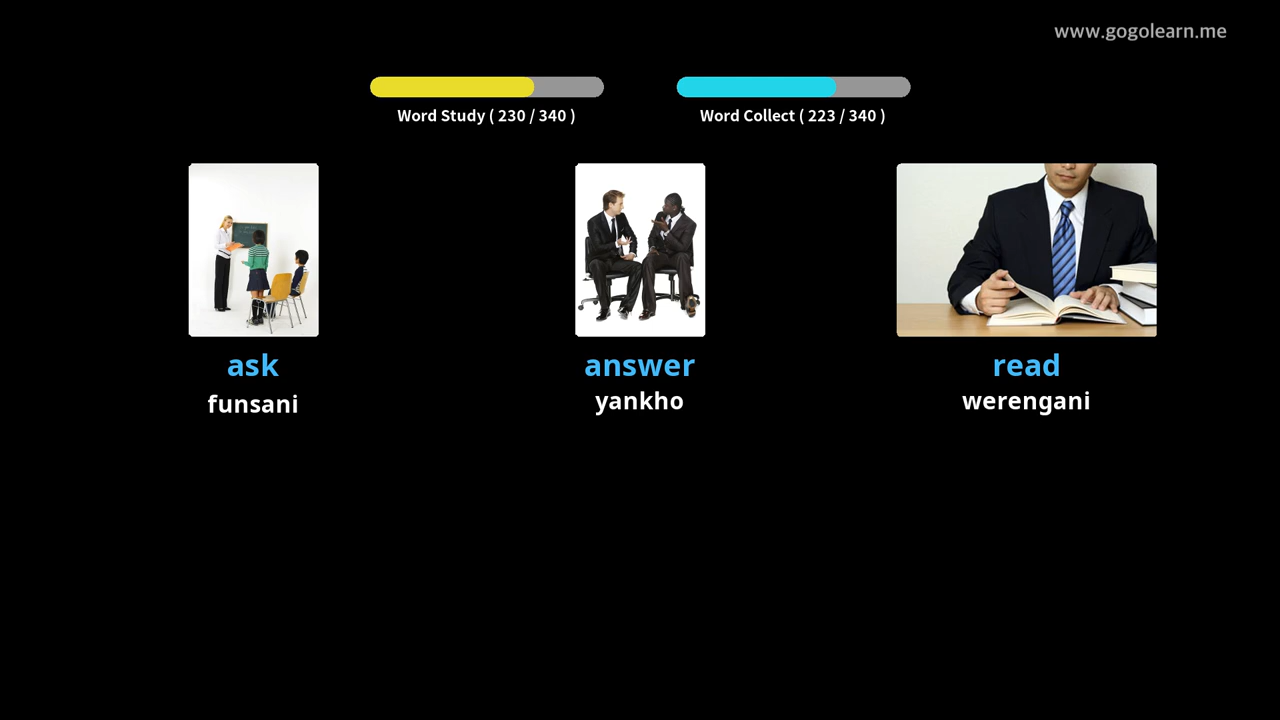 www.gogolearn.me
Word Study ( 230 / 340 )
Word Collect ( 223 / 340 )
ask
funsani
answer
yankho
read
werengani